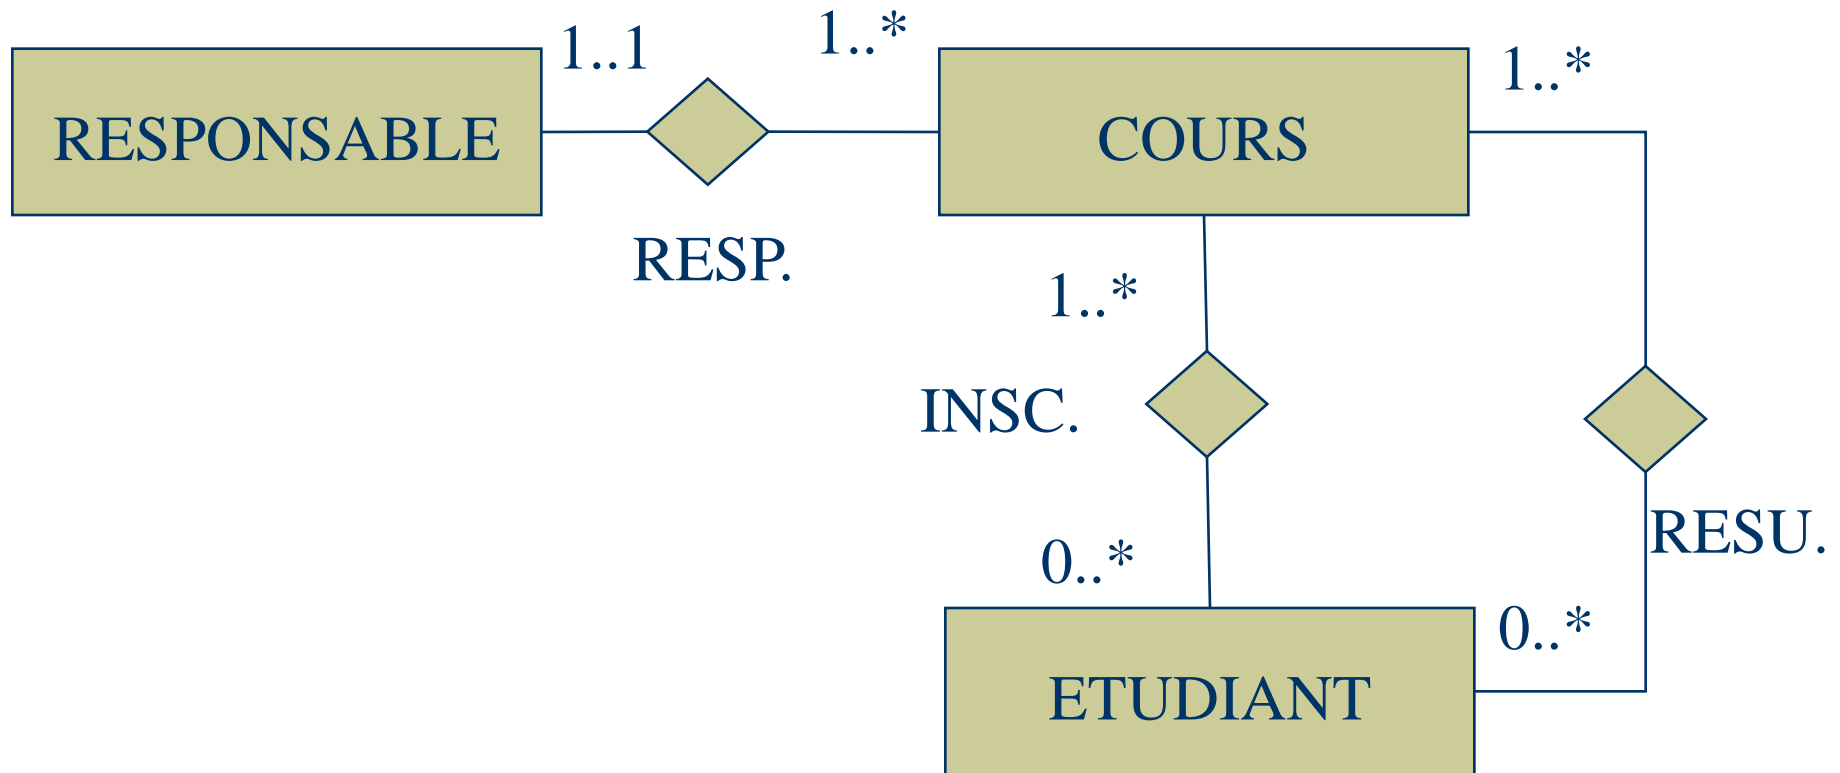 1..1
1..*
1..*
RESPONSABLE
COURS
RESP.
1..*
INSC.
RESU.
0..*
0..*
ETUDIANT